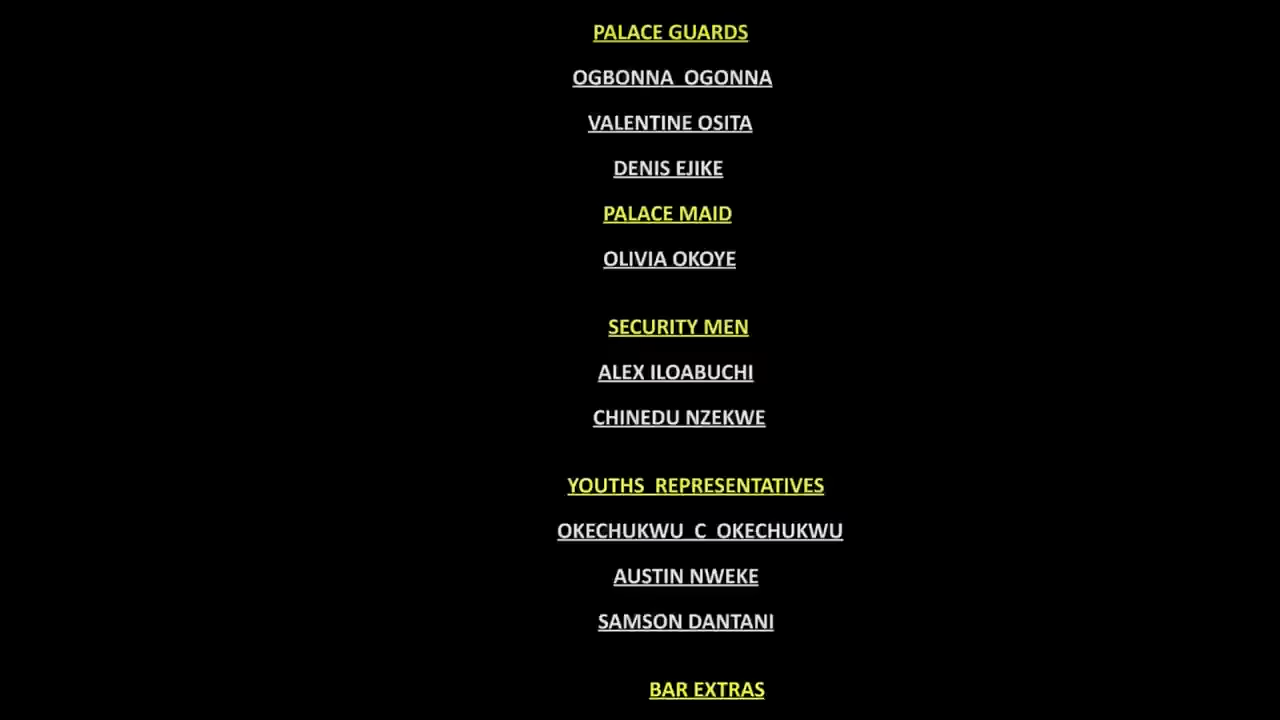 PALACE GUARDS
OGBONNA  OGONNA
VALENTINE OSITA
DENIS EJIKE
PALACE MAID
OLIVIA OKOYE
SECURITY MEN
ALEX ILOABUCHI
CHINEDU NZEKWE
YOUTHS  REPRESENTATIVES
OKECHUKWU  C  OKECHUKWU
AUSTIN NWEKE
SAMSON DANTANI
BAR EXTRAS